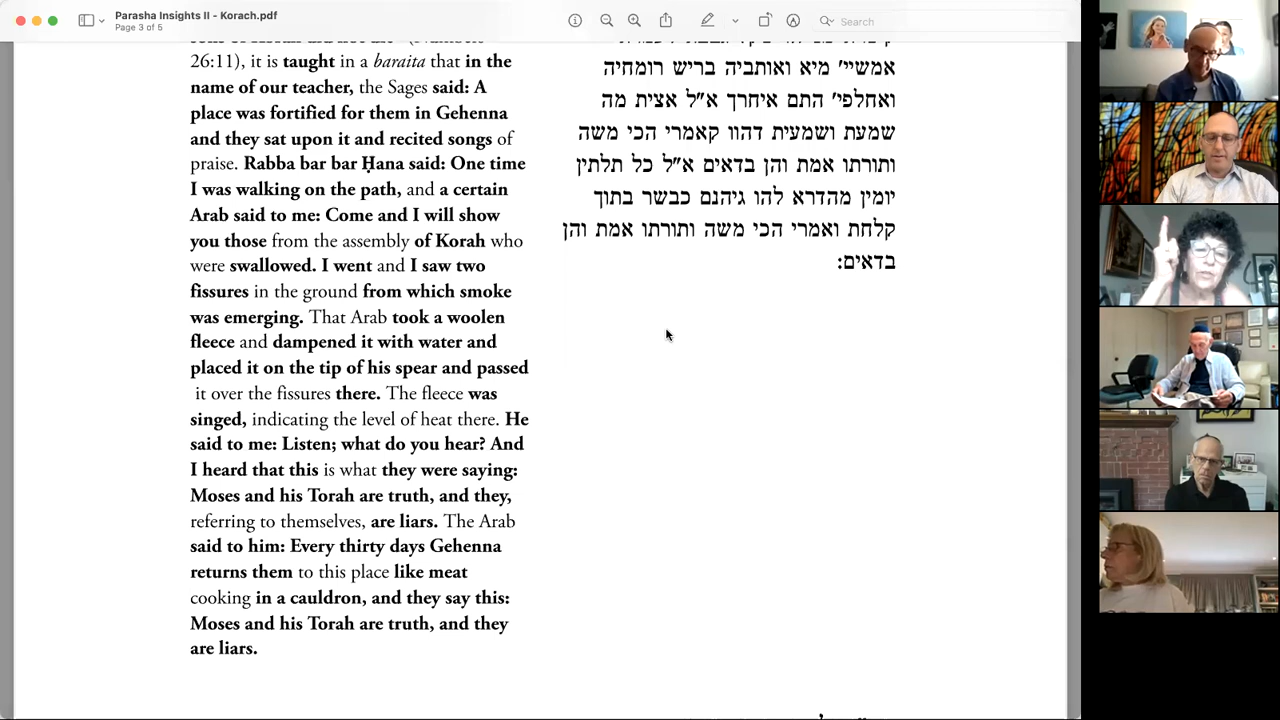 Parasha Insights II - Korach.pdf
Page 3 of 5
Search
26:11), it is taught in a baraita that in the
name of our teacher, the Sages said: A
place was fortified for them in Gehenna
and they sat upon it and recited songs of
praise. Rabba bar bar Ḥana said: One time
I was walking on the path, and a certain
Arab said to me: Come and I will show
you those from the assembly of Korah who
were swallowed. I went and I saw two
fissures in the ground from which smoke
was emerging. That Arab took a woolen
fleece and dampened it with water and
placed it on the tip of his spear and passed
it over the fissures there. The fleece was
singed, indicating the level of heat there. He
said to me: Listen; what do you hear? And
I heard that this is what they were saying:
Moses and his Torah are truth, and they,
referring to themselves, are liars. The Arab
said to him: Every thirty days Gehenna
returns them to this place like meat
cooking in a cauldron, and they say this:
Moses and his Torah are truth, and they
are liars.
אמשיי' מיא ואותביה בריש רומחיה
ואחלפי' התם איחרך א"ל אצית מה
שמעת ושמעית דהוו קאמרי הכי משה
ותורתו אמת והן בדאים א"ל כל תלתין
יומין מהדרא להו גיהנם כבשר בתוך
קלחת ואמרי הכי משה ותורתו אמת והן
בדאים: